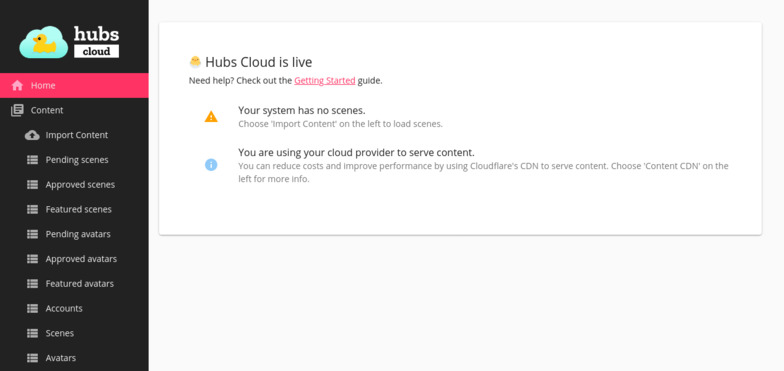 hubs
cloud
Home
Content
Import Content
Pending scenes
Approved scenes
Featured scenes
Pending avatars
Approved avatars
Featured avatars
Accounts
Scenes
Avatars
Hubs Cloud is live
Need help? Check out the Getting Started guide.
Your system has no scenes.
Choose 'Import Content' on the left to load scenes.
You are using your cloud provider to serve content.
You can reduce costs and improve performance by using Cloudflare's CDN to serve content. Choose 'Content CDN' on the
left for more info.